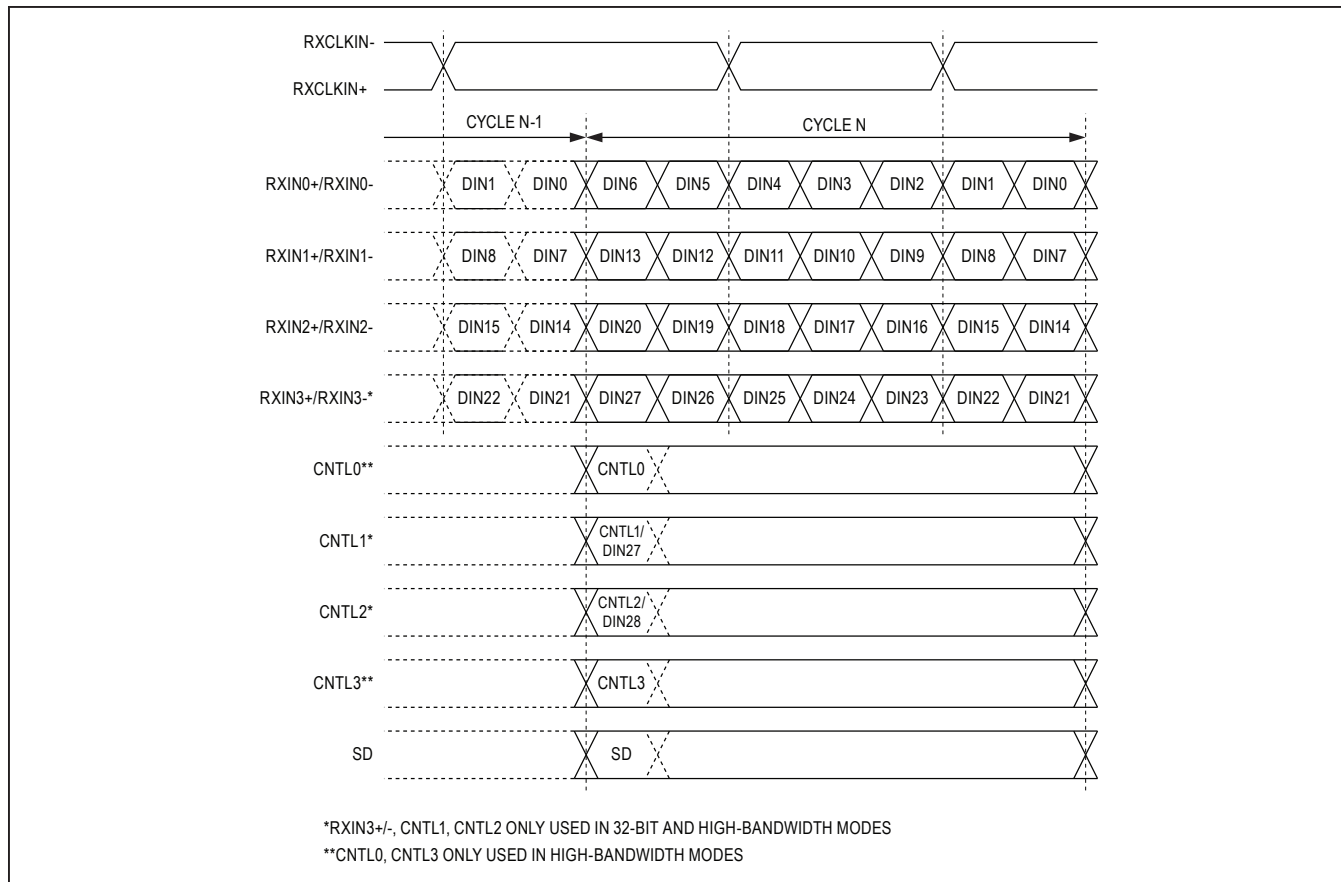 RXCLKIN-
RXCLKIN+
CYCLE N-1
CYCLE N
RXIN0+/RXIN0-
DIN1 DIN0 DIN6 DIN5 DIN4 DIN3 DIN2 DIN1 DIN0
RXIN1+/RXIN1-
DIN8 DIN7 DIN13 DIN12 DIN11 DIN10 DIN9 DIN8 DIN7
RXIN2+/RXIN2-
DIN15 DIN14 DIN20 DIN19 DIN18 DIN17 DIN16 DIN15 DIN14
RXIN3+/RXIN3-*
DIN22 DIN21 DIN27 DIN26 DIN25 DIN24 DIN23 DIN22 DIN21
CNTL0**
CNTL0
CNTL1*
CNTL1/
DIN27
CNTL2*
CNTL2/
DIN28
CNTL3**
CNTL3
SD
SD
*RXIN3+/-, CNTL1, CNTL2 ONLY USED IN 32-BIT AND HIGH-BANDWIDTH MODES
**CNTL0, CNTL3 ONLY USED IN HIGH-BANDWIDTH MODES